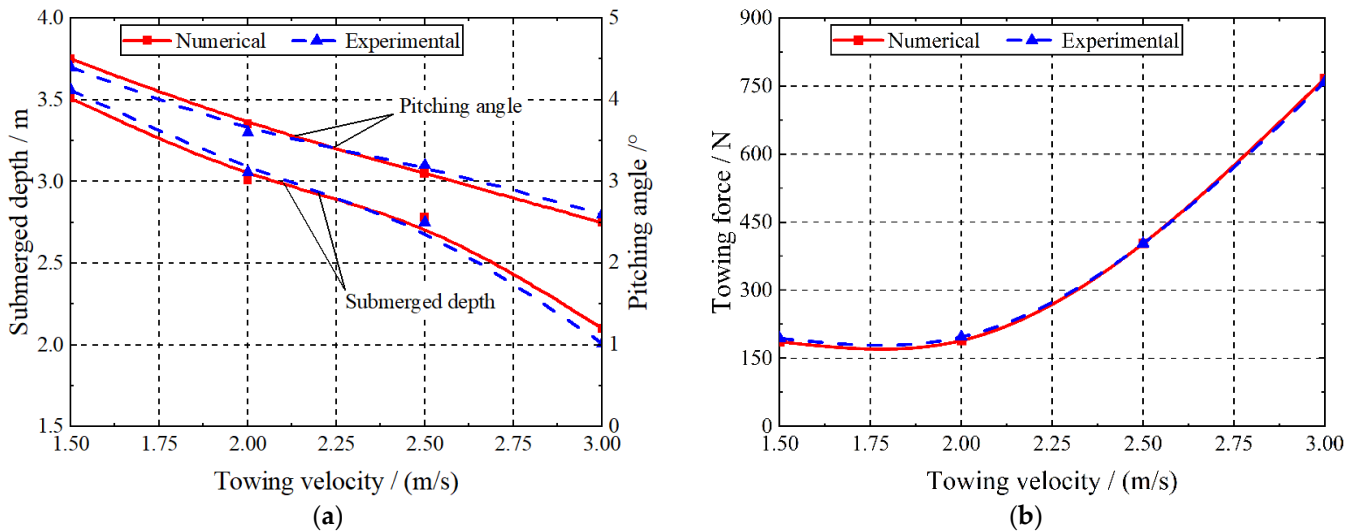 Numerical
Experimental
4.0
3.5
3.0
2.5
2.0
1.5
Submerged depth / m
5
4
3
2
1
0
Pitching angle /°
Pitching angle
Submerged depth
1.50 1.75 2.00 2.25 2.50 2.75 3.00
Towing velocity / (m/s)
(a)
Numerical
Experimental
900
750
600
450
300
150
0
Towing force / N
1.50 1.75 2.00 2.25 2.50 2.75 3.00
Towing velocity / (m/s)
(b)